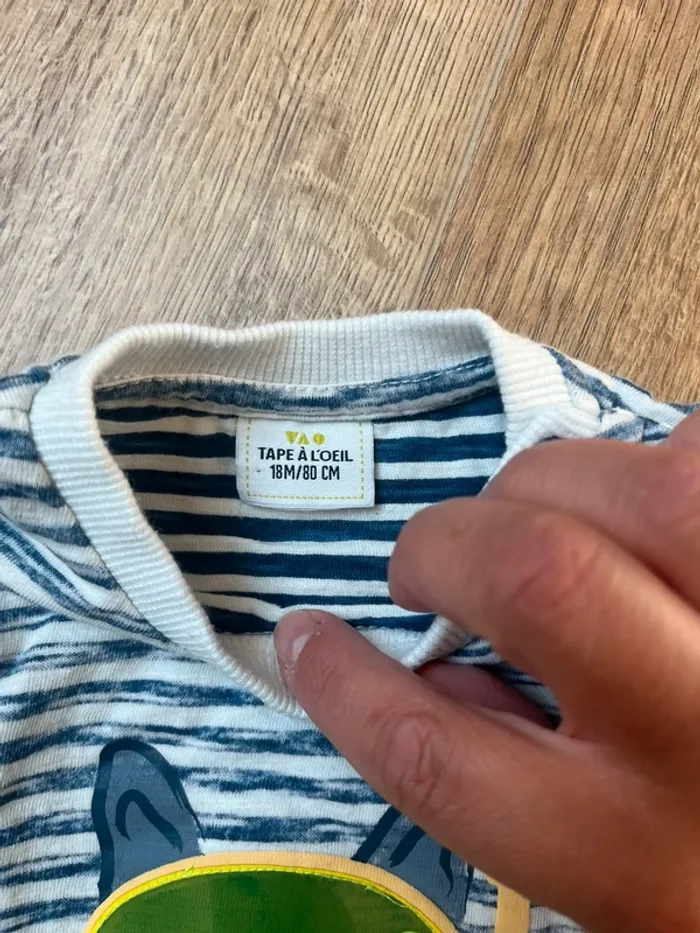 TAPE À L'OEIL
18M/80 CM